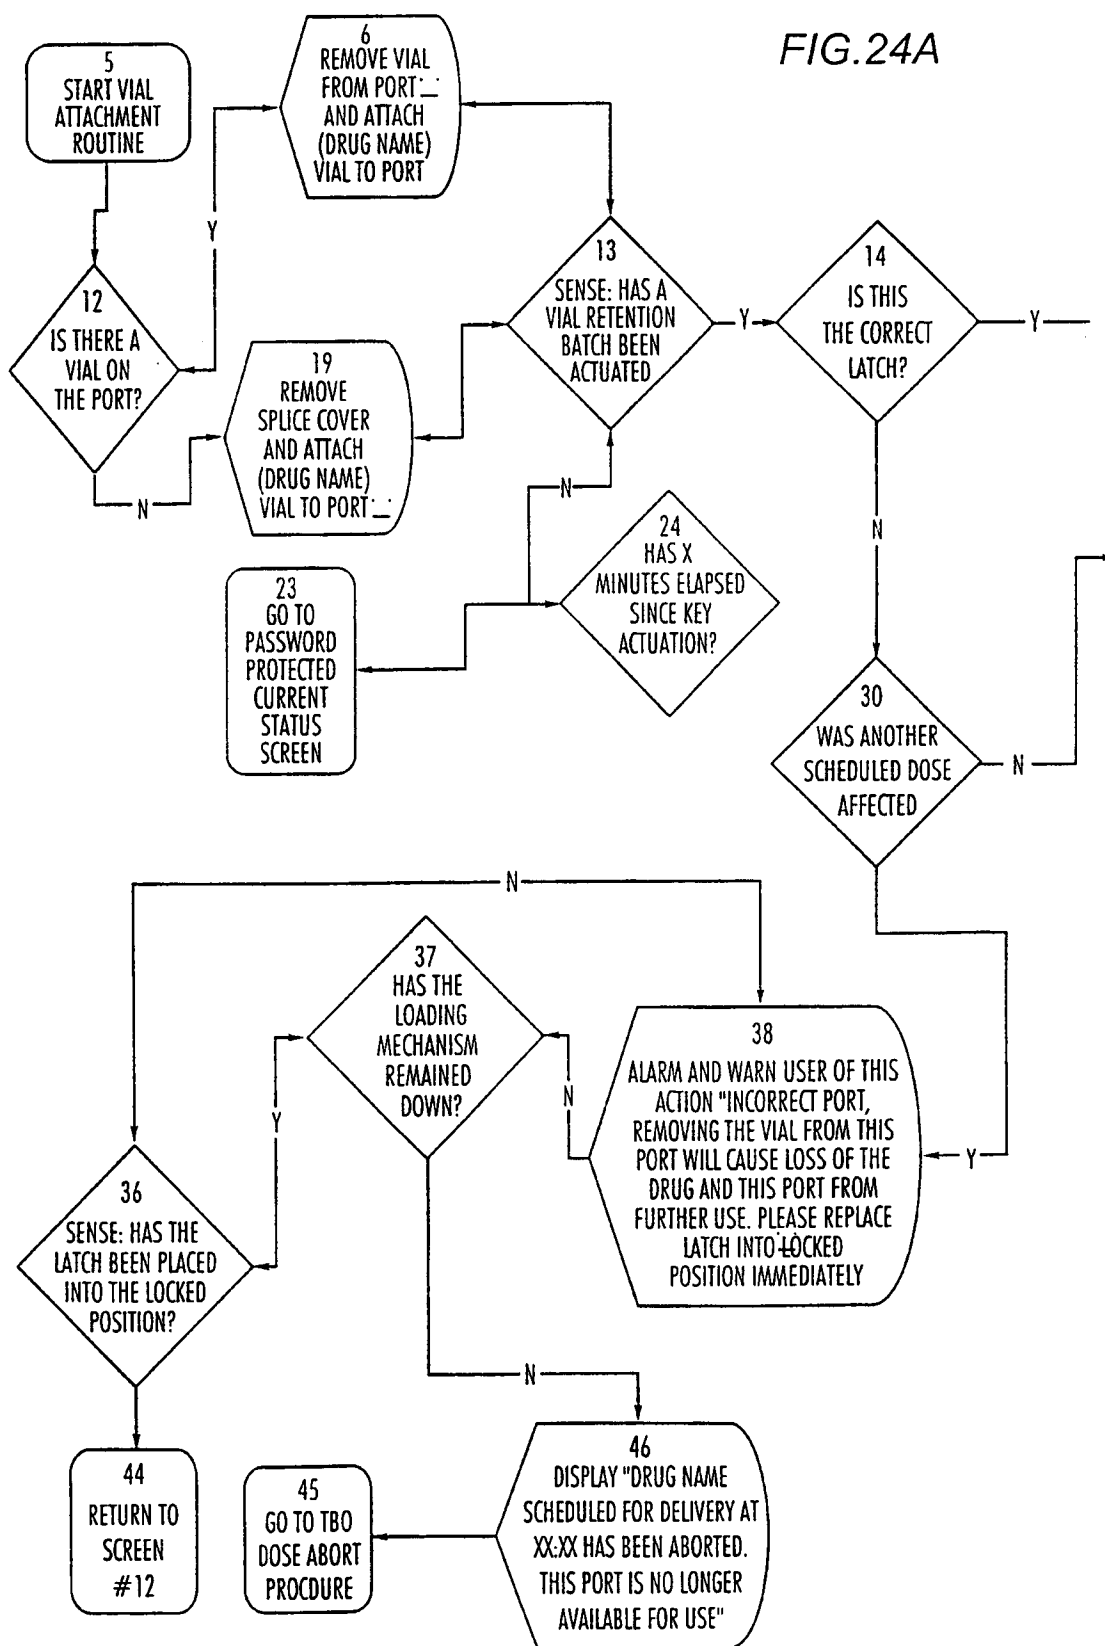 FIG.24A
5
START VIAL
ATTACHMENT
ROUTINE
6
REMOVE VIAL
FROM PORT:_:
AND ATTACH
(DRUG NAME)
VIAL TO PORT
Y
12
IS THERE A
VIAL ON
THE PORT?
N
19
REMOVE
SPLICE COVER
AND ATTACH
(DRUG NAME)
VIAL TO PORT:_:
13
SENSE: HAS A
VIAL RETENTION
BATCH BEEN
ACTUATED
Y
14
IS THIS
THE CORRECT
LATCH?
Y
N
N
24
HAS X
MINUTES ELAPSED
SINCE KEY
ACTUATION?
23
GO TO
PASSWORD
PROTECTED
CURRENT
STATUS
SCREEN
30
WAS ANOTHER
SCHEDULED DOSE
AFFECTED
N
N
37
HAS THE
LOADING
MECHANISM
REMAINED
DOWN?
Y
N
38
ALARM AND WARN USER OF THIS
ACTION "INCORRECT PORT,
REMOVING THE VIAL FROM THIS
PORT WILL CAUSE LOSS OF THE
DRUG AND THIS PORT FROM
FURTHER USE. PLEASE REPLACE
LATCH INTO LOCKED
POSITION IMMEDIATELY
Y
36
SENSE: HAS THE
LATCH BEEN PLACED
INTO THE LOCKED
POSITION?
N
44
RETURN TO
SCREEN
#12
45
GO TO TBO
DOSE ABORT
PROCDURE
46
DISPLAY "DRUG NAME
SCHEDULED FOR DELIVERY AT
XX:XX HAS BEEN ABORTED.
THIS PORT IS NO LONGER
AVAILABLE FOR USE"